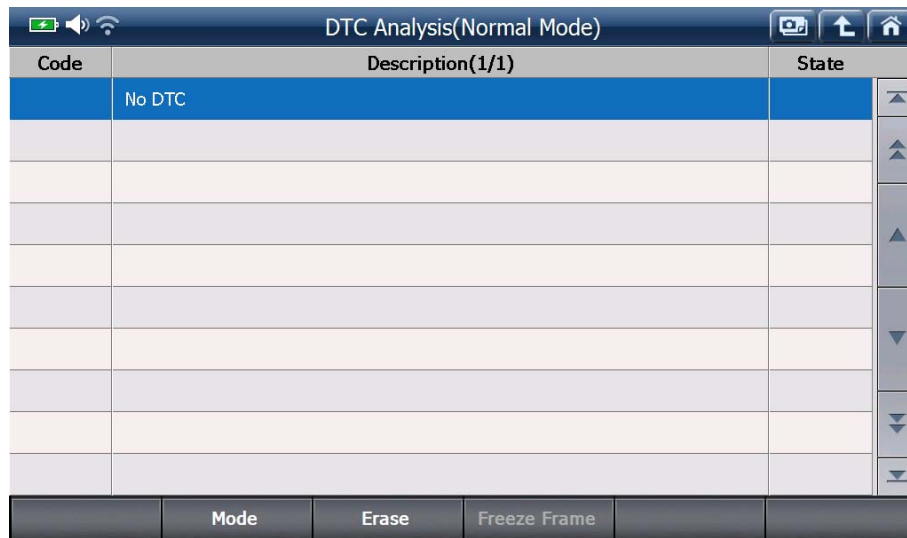 DTC Analysis(Normal Mode)
Code Description(1/1) State
No DTC
Mode Erase Freeze Frame